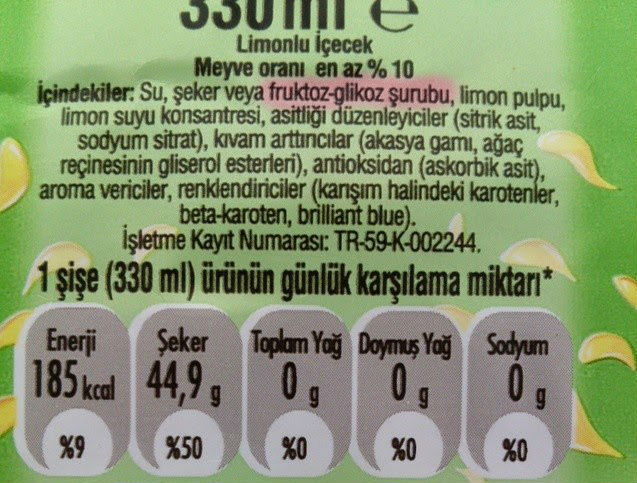 330 ml ℮
Limonlu İçecek
Meyve oranı en az % 10
İçindekiler: Su, şeker veya fruktoz-glikoz şurubu, limon pulpu,
limon suyu konsantresi, asitliği düzenleyiciler (sitrik asit,
sodyum sitrat), kıvam arttırıcılar (akasya gamı, ağaç
reçinesinin gliserol esterleri), antioksidan (askorbik asit),
aroma vericiler, renklendiriciler (karışım halindeki karotenler,
beta-karoten, brilliant blue).
İşletme Kayıt Numarası: TR-59-K-002244.
1 şişe (330 ml) ürünün günlük karşılama miktarı*
Enerji Şeker Toplam Yağ Doymuş Yağ Sodyum
185 kcal 44,9 g 0 g 0 g 0 g
%9 %50 %0 %0 %0